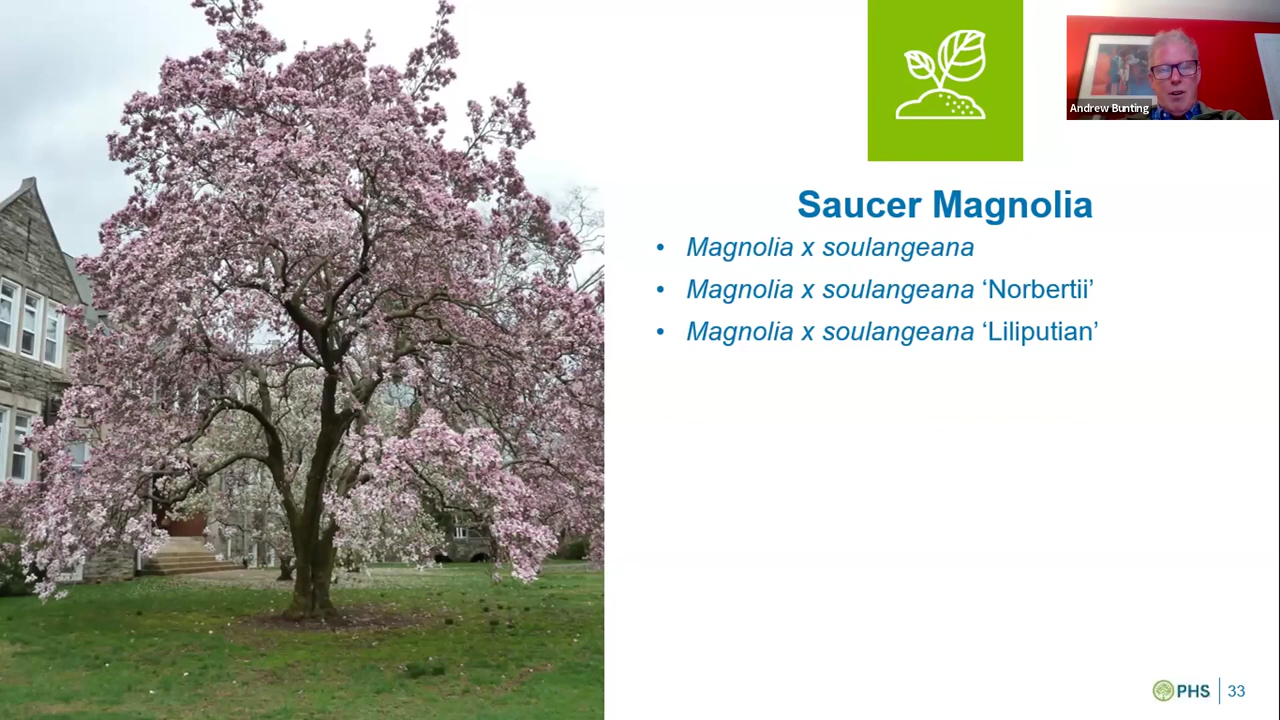 Andrew Bunting
Saucer Magnolia
• Magnolia x soulangeana
• Magnolia x soulangeana ‘Norbertii’
• Magnolia x soulangeana ‘Liliputian’
PHS | 33